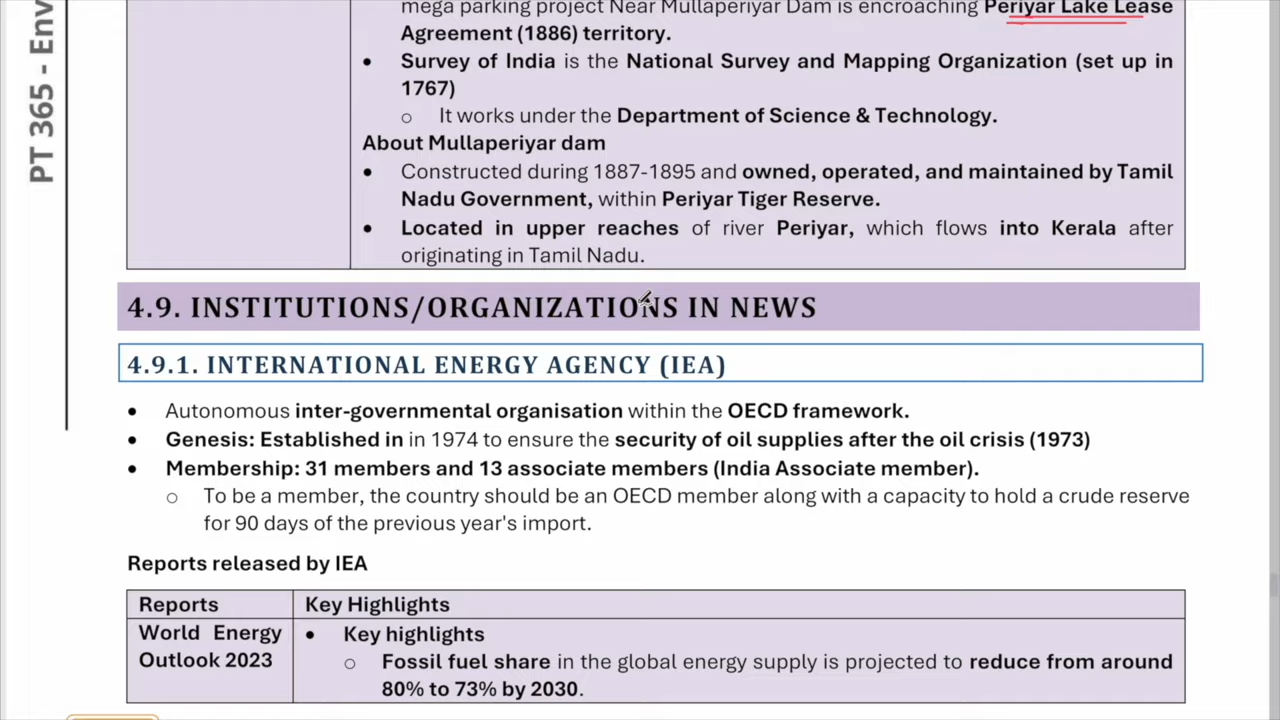 PT 365 - Env
mega parking project Near Mullaperiyar Dam is encroaching Periyar Lake Lease
Agreement (1886) territory.
• Survey of India is the National Survey and Mapping Organization (set up in
1767)
o It works under the Department of Science & Technology.
About Mullaperiyar dam
• Constructed during 1887-1895 and owned, operated, and maintained by Tamil
Nadu Government, within Periyar Tiger Reserve.
• Located in upper reaches of river Periyar, which flows into Kerala after
originating in Tamil Nadu.
4.9. INSTITUTIONS/ORGANIZATIONS IN NEWS
4.9.1. INTERNATIONAL ENERGY AGENCY (IEA)
• Autonomous inter-governmental organisation within the OECD framework.
• Genesis: Established in in 1974 to ensure the security of oil supplies after the oil crisis (1973)
• Membership: 31 members and 13 associate members (India Associate member).
o To be a member, the country should be an OECD member along with a capacity to hold a crude reserve
for 90 days of the previous year's import.
Reports released by IEA
Reports Key Highlights
World Energy • Key highlights
Outlook 2023 o Fossil fuel share in the global energy supply is projected to reduce from around
80% to 73% by 2030.